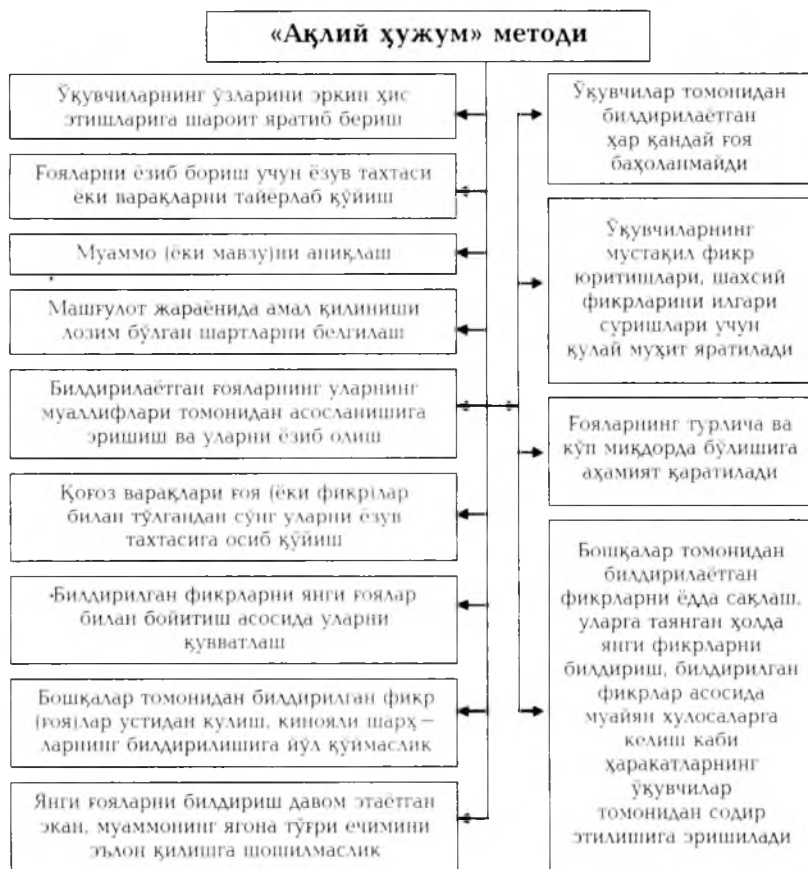 «Ақлий ҳужум» методи
Ўқувчиларнинг ўзларини эркин ҳис
этишларига шароит яратиб бериш
Ғояларни ёзиб бориш учун ёзув тахтаси
ёки варақларни тайёрлаб қўйиш
Муаммо (ёки мавзу)ни аниқлаш
Машғулот жараёнида амал қилиниши
лозим бўлган шартларни белгилаш
Билдирилаётган ғояларнинг уларнинг
муаллифлари томонидан асосланишига
эришиш ва уларни ёзиб олиш
Қоғоз варақлари ғоя (ёки фикр)лар
билан тўлгандан сўнг уларни ёзув
тахтасига осиб қўйиш
Билдирилган фикрларни янги ғоялар
билан бойитиш асосида уларни
қувватлаш
Бошқалар томонидан билдирилган фикр
(ғоя)лар устидан кулиш, кинояли шарҳ–
ларнинг билдирилишига йўл қўймаслик
Янги ғояларни билдириш давом этаётган
экан, муаммонинг ягона тўғри ечимини
эълон қилишга шошилмаслик
Ўқувчилар томонидан
билдирилаётган
ҳар қандай ғоя
баҳоланмайди
Ўқувчиларнинг
мустақил фикр
юритишлари, шахсий
фикрларини илгари
суришлари учун
қулай муҳит яратилади
Ғояларнинг турлича ва
кўп миқдорда бўлишига
аҳамият қаратилади
Бошқалар томонидан
билдирилаётган
фикрларни ёдда сақлаш,
уларга таянган ҳолда
янги фикрларни
билдириш, билдирилган
фикрлар асосида
муайян хулосаларга
келиш каби
ҳаракатларнинг
ўқувчилар
томонидан содир
этилишига эришилади